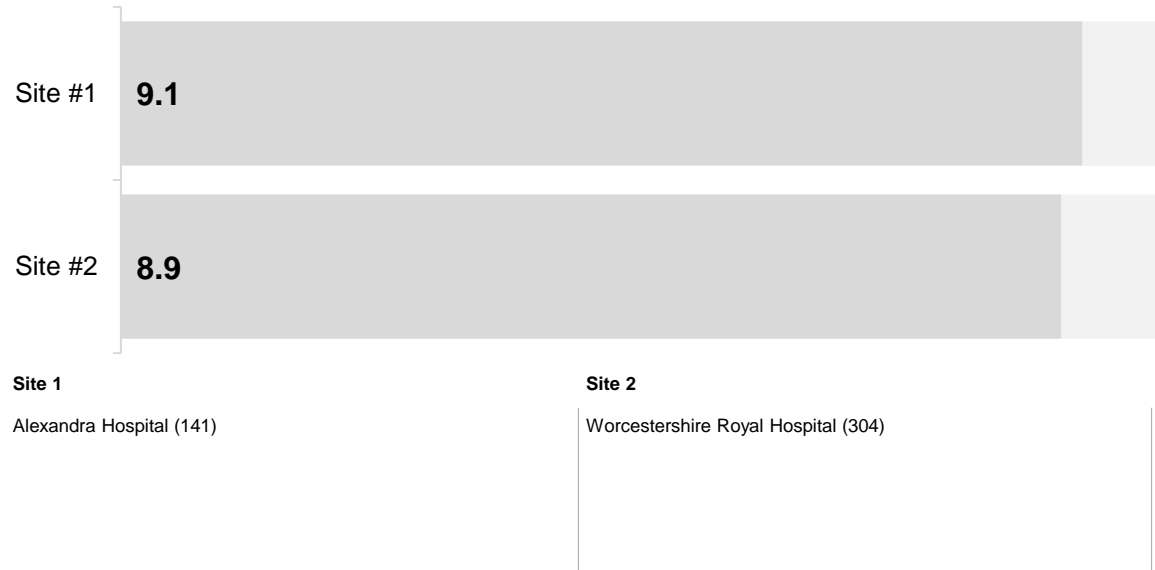 Site #1
9.1
Site #2
8.9
Site 1
Alexandra Hospital (141)
Site 2
Worcestershire Royal Hospital (304)